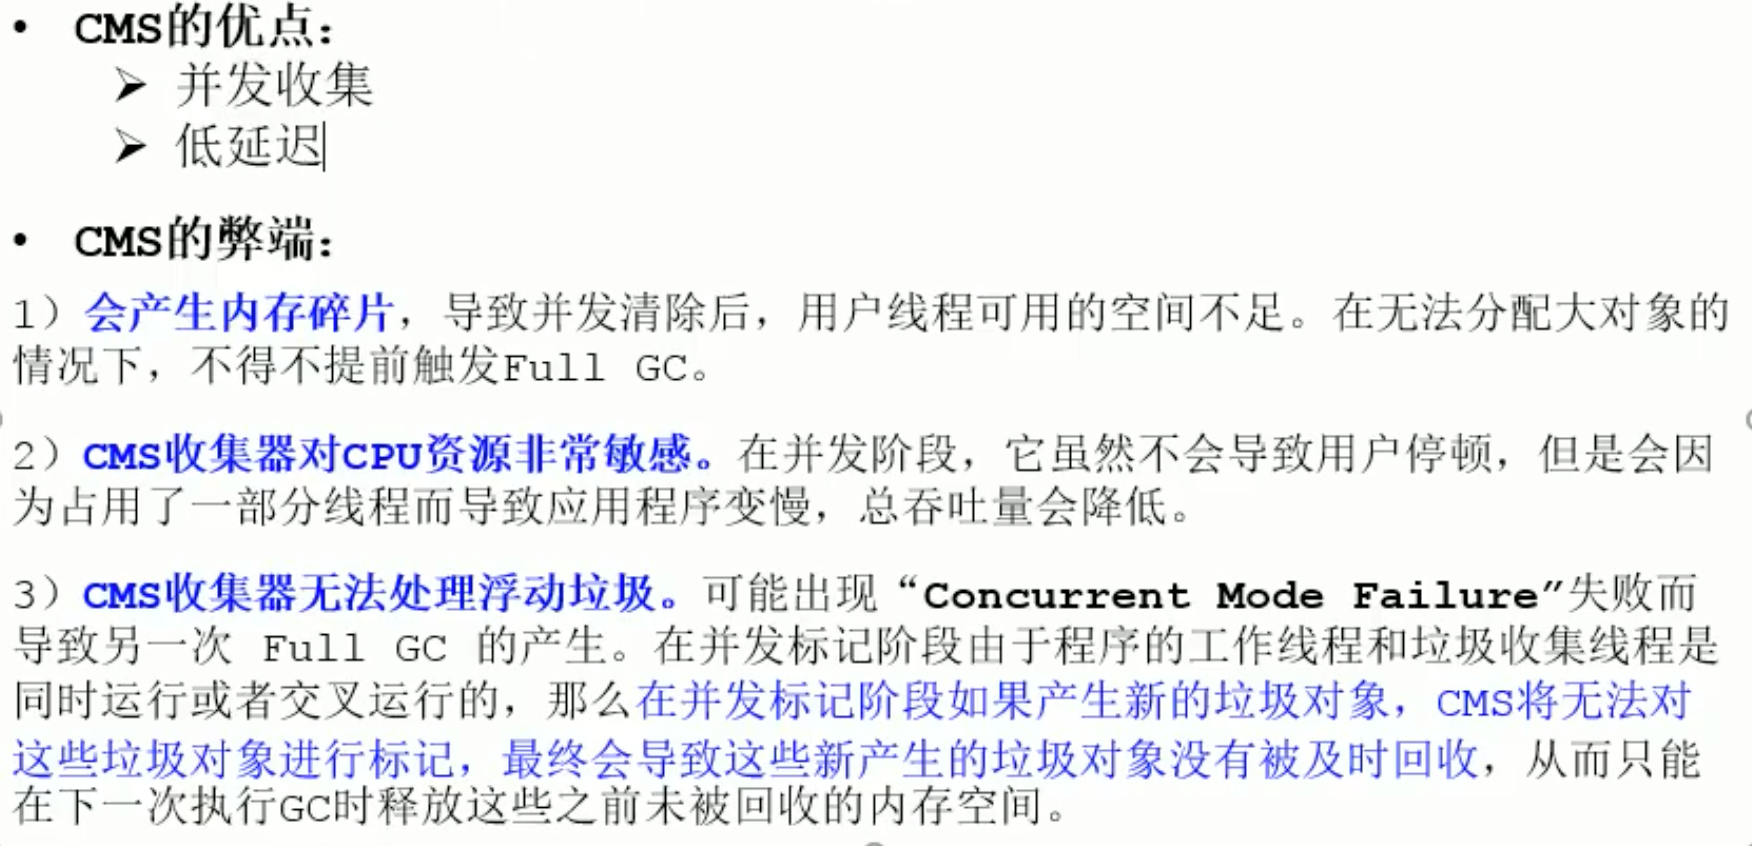 • CMS的优点：
➢ 并发收集
➢ 低延迟
• CMS的弊端：
1）会产生内存碎片，导致并发清除后，用户线程可用的空间不足。在无法分配大对象的
情况下，不得不提前触发Full GC。
2）CMS收集器对CPU资源非常敏感。在并发阶段，它虽然不会导致用户停顿，但是会因
为占用了一部分线程而导致应用程序变慢，总吞吐量会降低。
3）CMS收集器无法处理浮动垃圾。可能出现“Concurrent Mode Failure”失败而
导致另一次 Full GC 的产生。在并发标记阶段由于程序的工作线程和垃圾收集线程是
同时运行或者交叉运行的，那么在并发标记阶段如果产生新的垃圾对象，CMS将无法对
这些垃圾对象进行标记，最终会导致这些新产生的垃圾对象没有被及时回收，从而只能
在下一次执行GC时释放这些之前未被回收的内存空间。